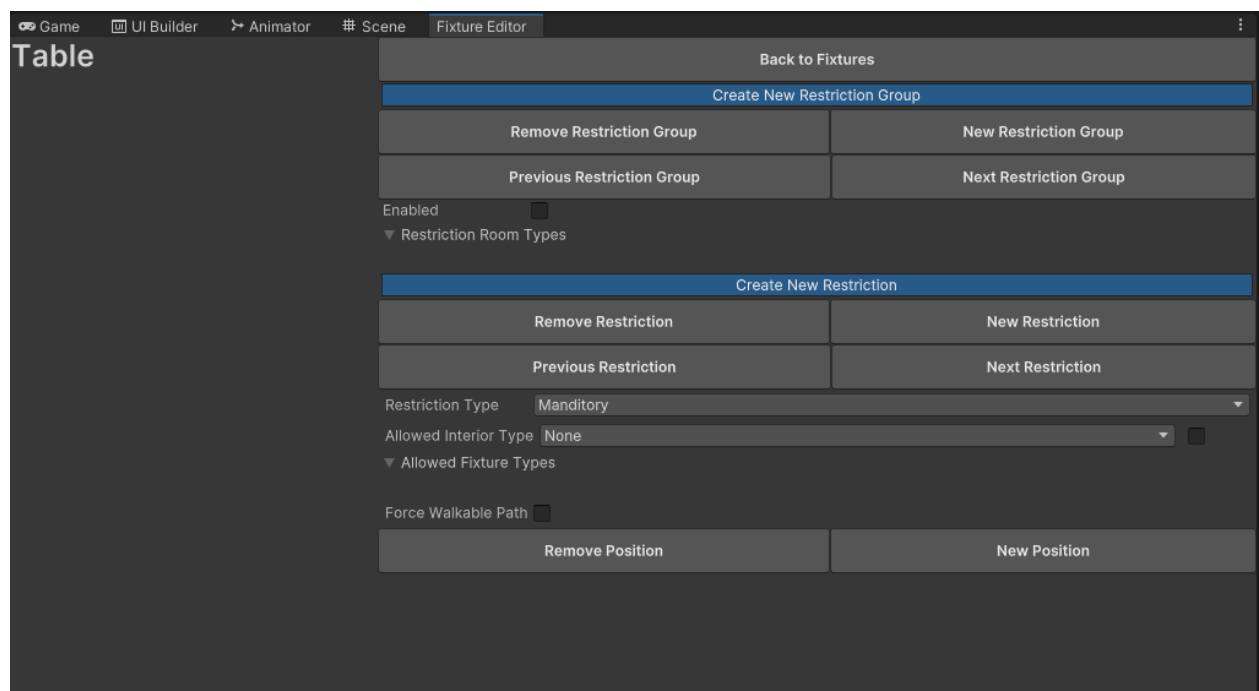 Game UI Builder Animator Scene Fixture Editor
Table
Back to Fixtures
Create New Restriction Group
Remove Restriction Group New Restriction Group
Previous Restriction Group Next Restriction Group
Enabled
Restriction Room Types
Create New Restriction
Remove Restriction New Restriction
Previous Restriction Next Restriction
Restriction Type Manditory
Allowed Interior Type None
Allowed Fixture Types
Force Walkable Path
Remove Position New Position